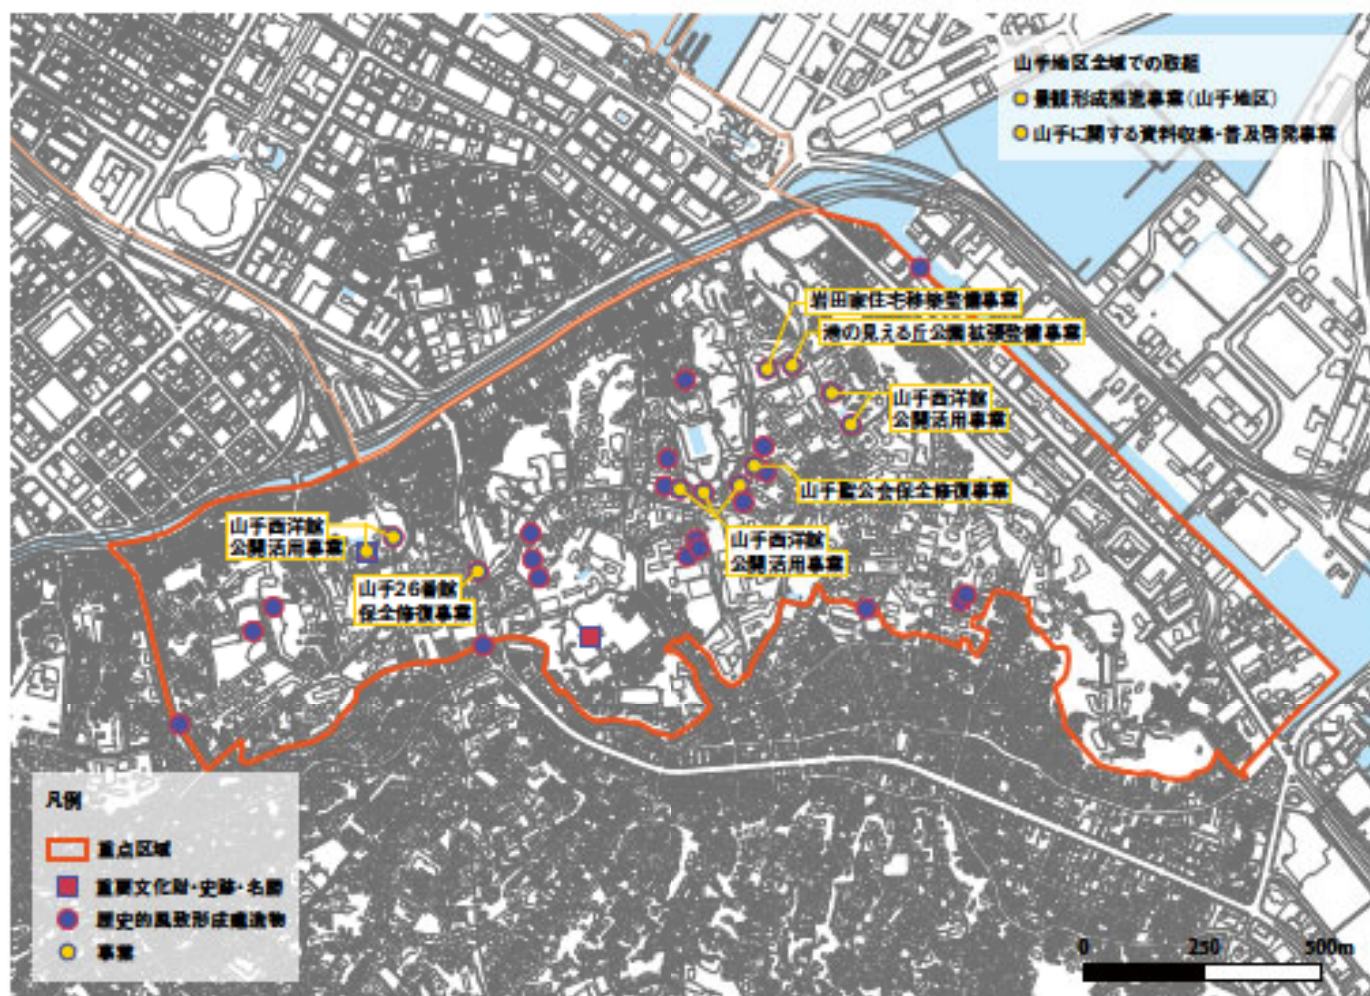 山手地区全域での取組
景観形成推進事業(山手地区)
山手に関する資料収集・普及啓発事業
岩田家住宅移築整備事業
港の見える丘公園拡張整備事業
山手西洋館
公開活用事業
山手聖公会保全修復事業
山手西洋館
公開活用事業
山手西洋館
公開活用事業
山手26番館
保全修復事業
凡例
重点区域
重要文化財・史跡・名勝
歴史的風致形成建造物
事業
0 250 500m